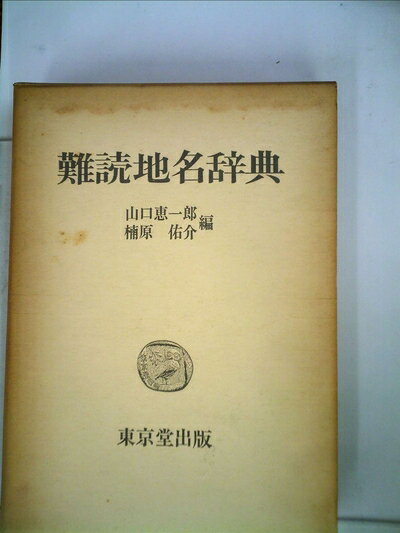 難読地名辞典
山口恵一郎
楠原 佑介
編
東京堂出版